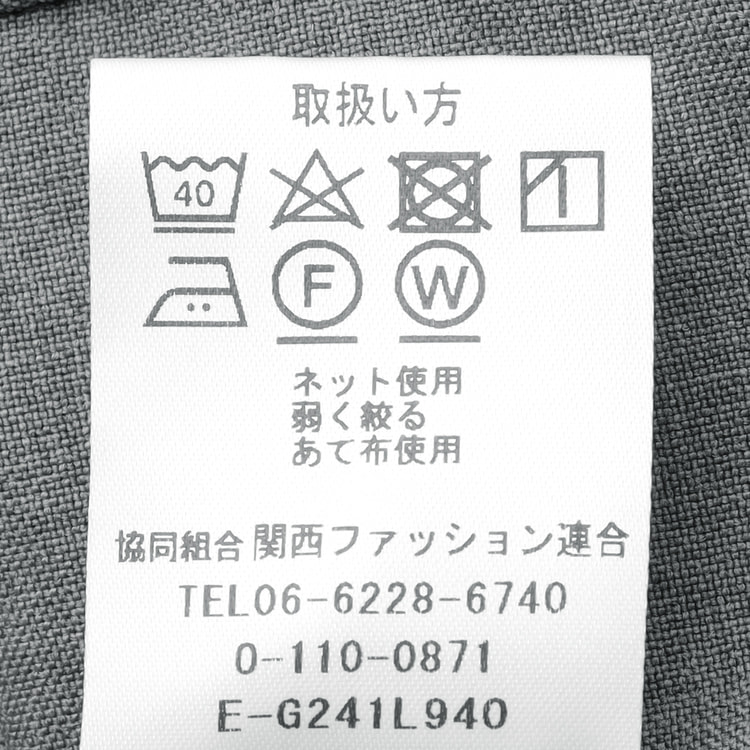 取扱い方
40
F W
ネット使用
弱く絞る
あて布使用
協同組合 関西ファッション連合
TEL06-6228-6740
0-110-0871
E-G241L940